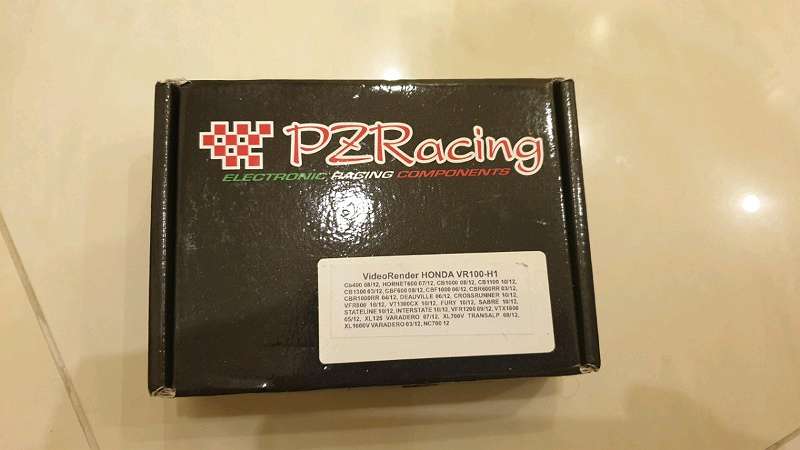 PZRacing
ELECTRONIC RACING COMPONENTS
VideoRender HONDA VR100-H1
Cb400 08/12, HORNET600 07/12, CB1000 08/12, CB1100 10/12,
CB1300 03/12, CBF600 08/12, CBF1000 06/12, CBR600RR 03/12,
CBR1000RR 04/12, DEAUVILLE 06/12, CROSSRUNNER 10/12,
VFR800 10/12, VT1300CX 10/12, FURY 10/12, SABRE 10/12,
STATELINE 10/12, INTERSTATE 10/12, VFR1200 09/12, VTX1800
05/12, XL125 VARADERO 07/12, XL700V TRANSALP 08/12,
XL1000V VARADERO 03/12, NC700 12